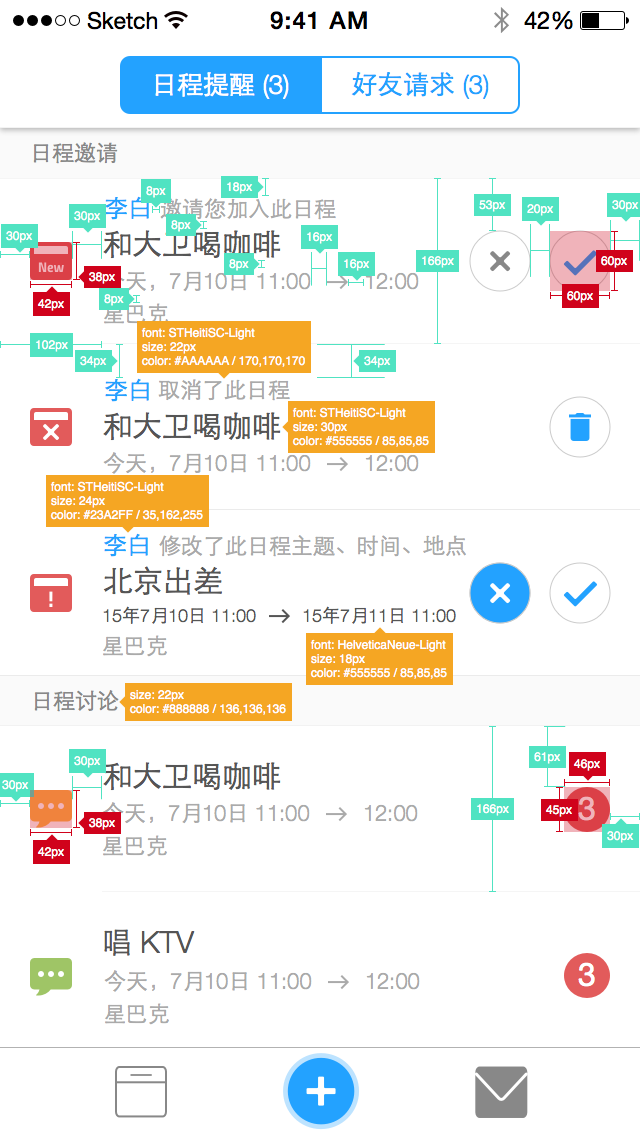 Sketch 9:41 AM 42%
日程提醒 (3) 好友请求 (3)
日程邀请
8px 18px
李白 邀请您加入此日程
53px 20px 30px
30px 30px 8px
和大卫喝咖啡 16px
New 8px 16px 166px 60px
38px 今天，7月10日 11:00 → 12:00
42px 8px 60px
星巴克
font: STHeitiSC-Light
size: 22px
color: #AAAAAA / 170,170,170
102px 34px 34px
李白 取消了此日程
和大卫喝咖啡
font: STHeitiSC-Light
size: 30px
color: #555555 / 85,85,85
今天，7月10日 11:00 → 12:00
font: STHeitiSC-Light
size: 24px
color: #23A2FF / 35,162,255
李白 修改了此日程主题、时间、地点
北京出差
15年7月10日 11:00 → 15年7月11日 11:00
星巴克
font: HelveticaNeue-Light
size: 18px
color: #555555 / 85,85,85
日程讨论
size: 22px
color: #888888 / 136,136,136
30px 61px 46px
和大卫喝咖啡
30px
今天，7月10日 11:00 → 12:00
166px 45px 3
38px 30px
42px
星巴克
唱 KTV
今天，7月10日 11:00 → 12:00
3
星巴克